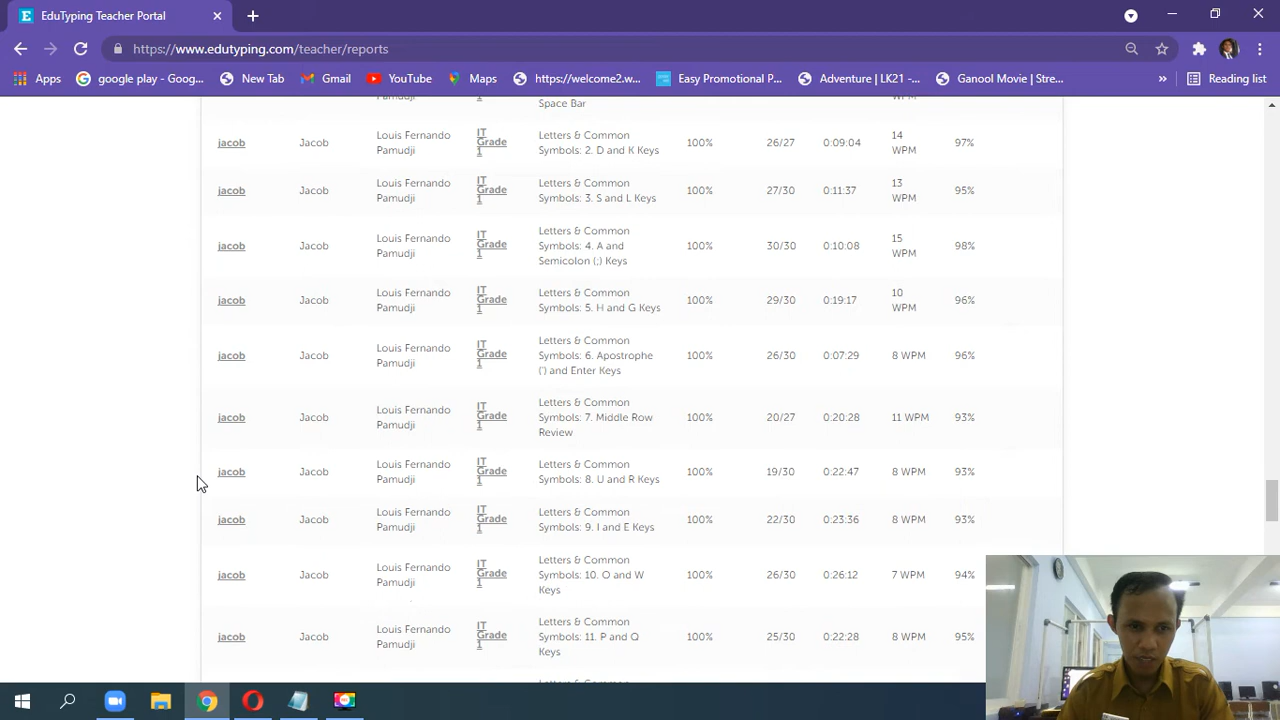 EduTyping Teacher Portal
https://www.edutyping.com/teacher/reports
Apps google play - Goog... New Tab Gmail YouTube Maps https://welcome2.w... Easy Promotional P... Adventure | LK21 -... Ganool Movie | Stre... » Reading list
Space Bar
jacob Jacob Louis Fernando Pamudji IT Grade 1 Letters & Common Symbols: 2. D and K Keys 100% 26/27 0:09:04 14 WPM 97%
jacob Jacob Louis Fernando Pamudji IT Grade 1 Letters & Common Symbols: 3. S and L Keys 100% 27/30 0:11:37 13 WPM 95%
jacob Jacob Louis Fernando Pamudji IT Grade 1 Letters & Common Symbols: 4. A and Semicolon (;) Keys 100% 30/30 0:10:08 15 WPM 98%
jacob Jacob Louis Fernando Pamudji IT Grade 1 Letters & Common Symbols: 5. H and G Keys 100% 29/30 0:19:17 10 WPM 96%
jacob Jacob Louis Fernando Pamudji IT Grade 1 Letters & Common Symbols: 6. Apostrophe (') and Enter Keys 100% 26/30 0:07:29 8 WPM 96%
jacob Jacob Louis Fernando Pamudji IT Grade 1 Letters & Common Symbols: 7. Middle Row Review 100% 20/27 0:20:28 11 WPM 93%
jacob Jacob Louis Fernando Pamudji IT Grade 1 Letters & Common Symbols: 8. U and R Keys 100% 19/30 0:22:47 8 WPM 93%
jacob Jacob Louis Fernando Pamudji IT Grade 1 Letters & Common Symbols: 9. I and E Keys 100% 22/30 0:23:36 8 WPM 93%
jacob Jacob Louis Fernando Pamudji IT Grade 1 Letters & Common Symbols: 10. O and W Keys 100% 26/30 0:26:12 7 WPM 94%
jacob Jacob Louis Fernando Pamudji IT Grade 1 Letters & Common Symbols: 11. P and Q Keys 100% 25/30 0:22:28 8 WPM 95%